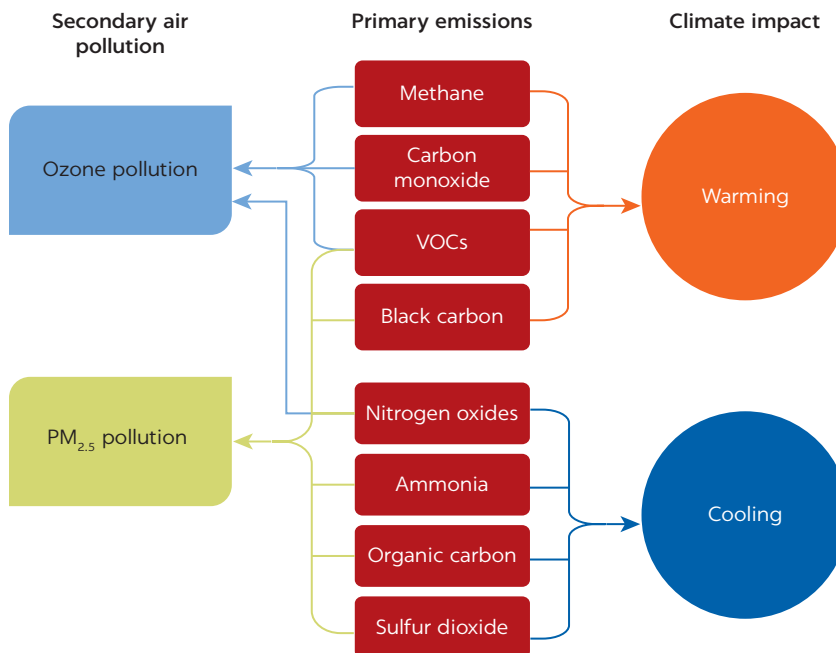 Secondary air
pollution
Primary emissions
Climate impact
Methane
Ozone pollution
Carbon
monoxide
Warming
VOCs
Black carbon
PM2.5 pollution
Nitrogen oxides
Ammonia
Cooling
Organic carbon
Sulfur dioxide